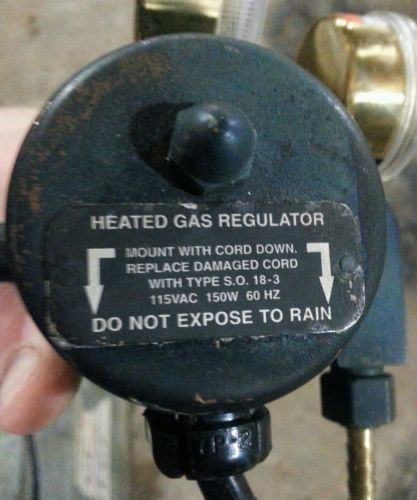 HEATED GAS REGULATOR
MOUNT WITH CORD DOWN.
REPLACE DAMAGED CORD
WITH TYPE S.O. 18-3
115VAC 150W 60 HZ
DO NOT EXPOSE TO RAIN